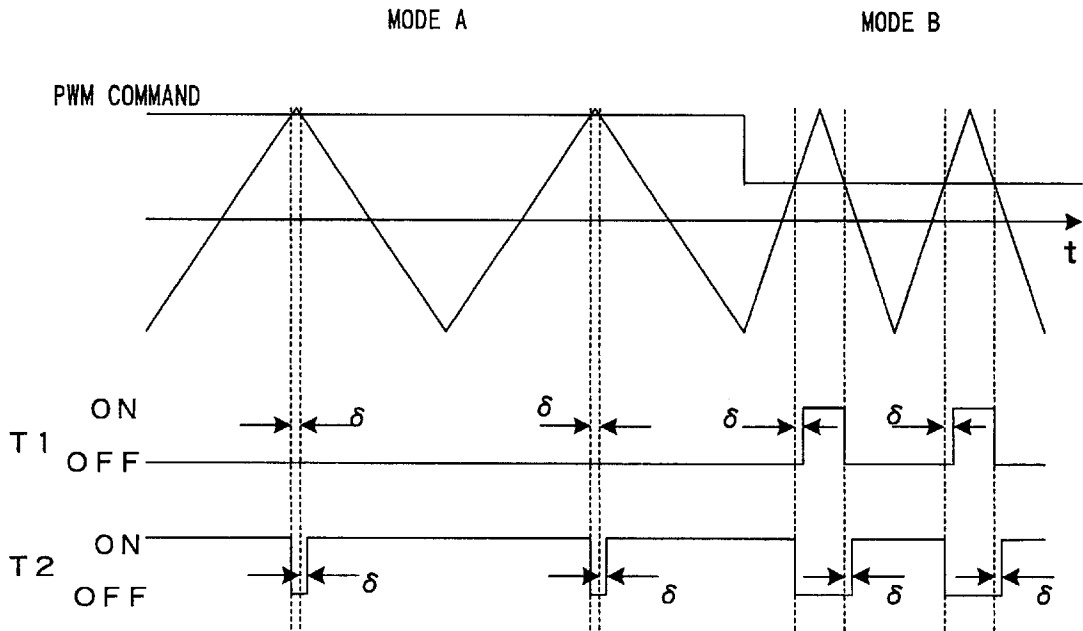 MODE A
MODE B
PWM COMMAND
t
ON
δ
δ
δ
δ
T1
OFF
ON
T2
δ
δ
δ
δ
OFF